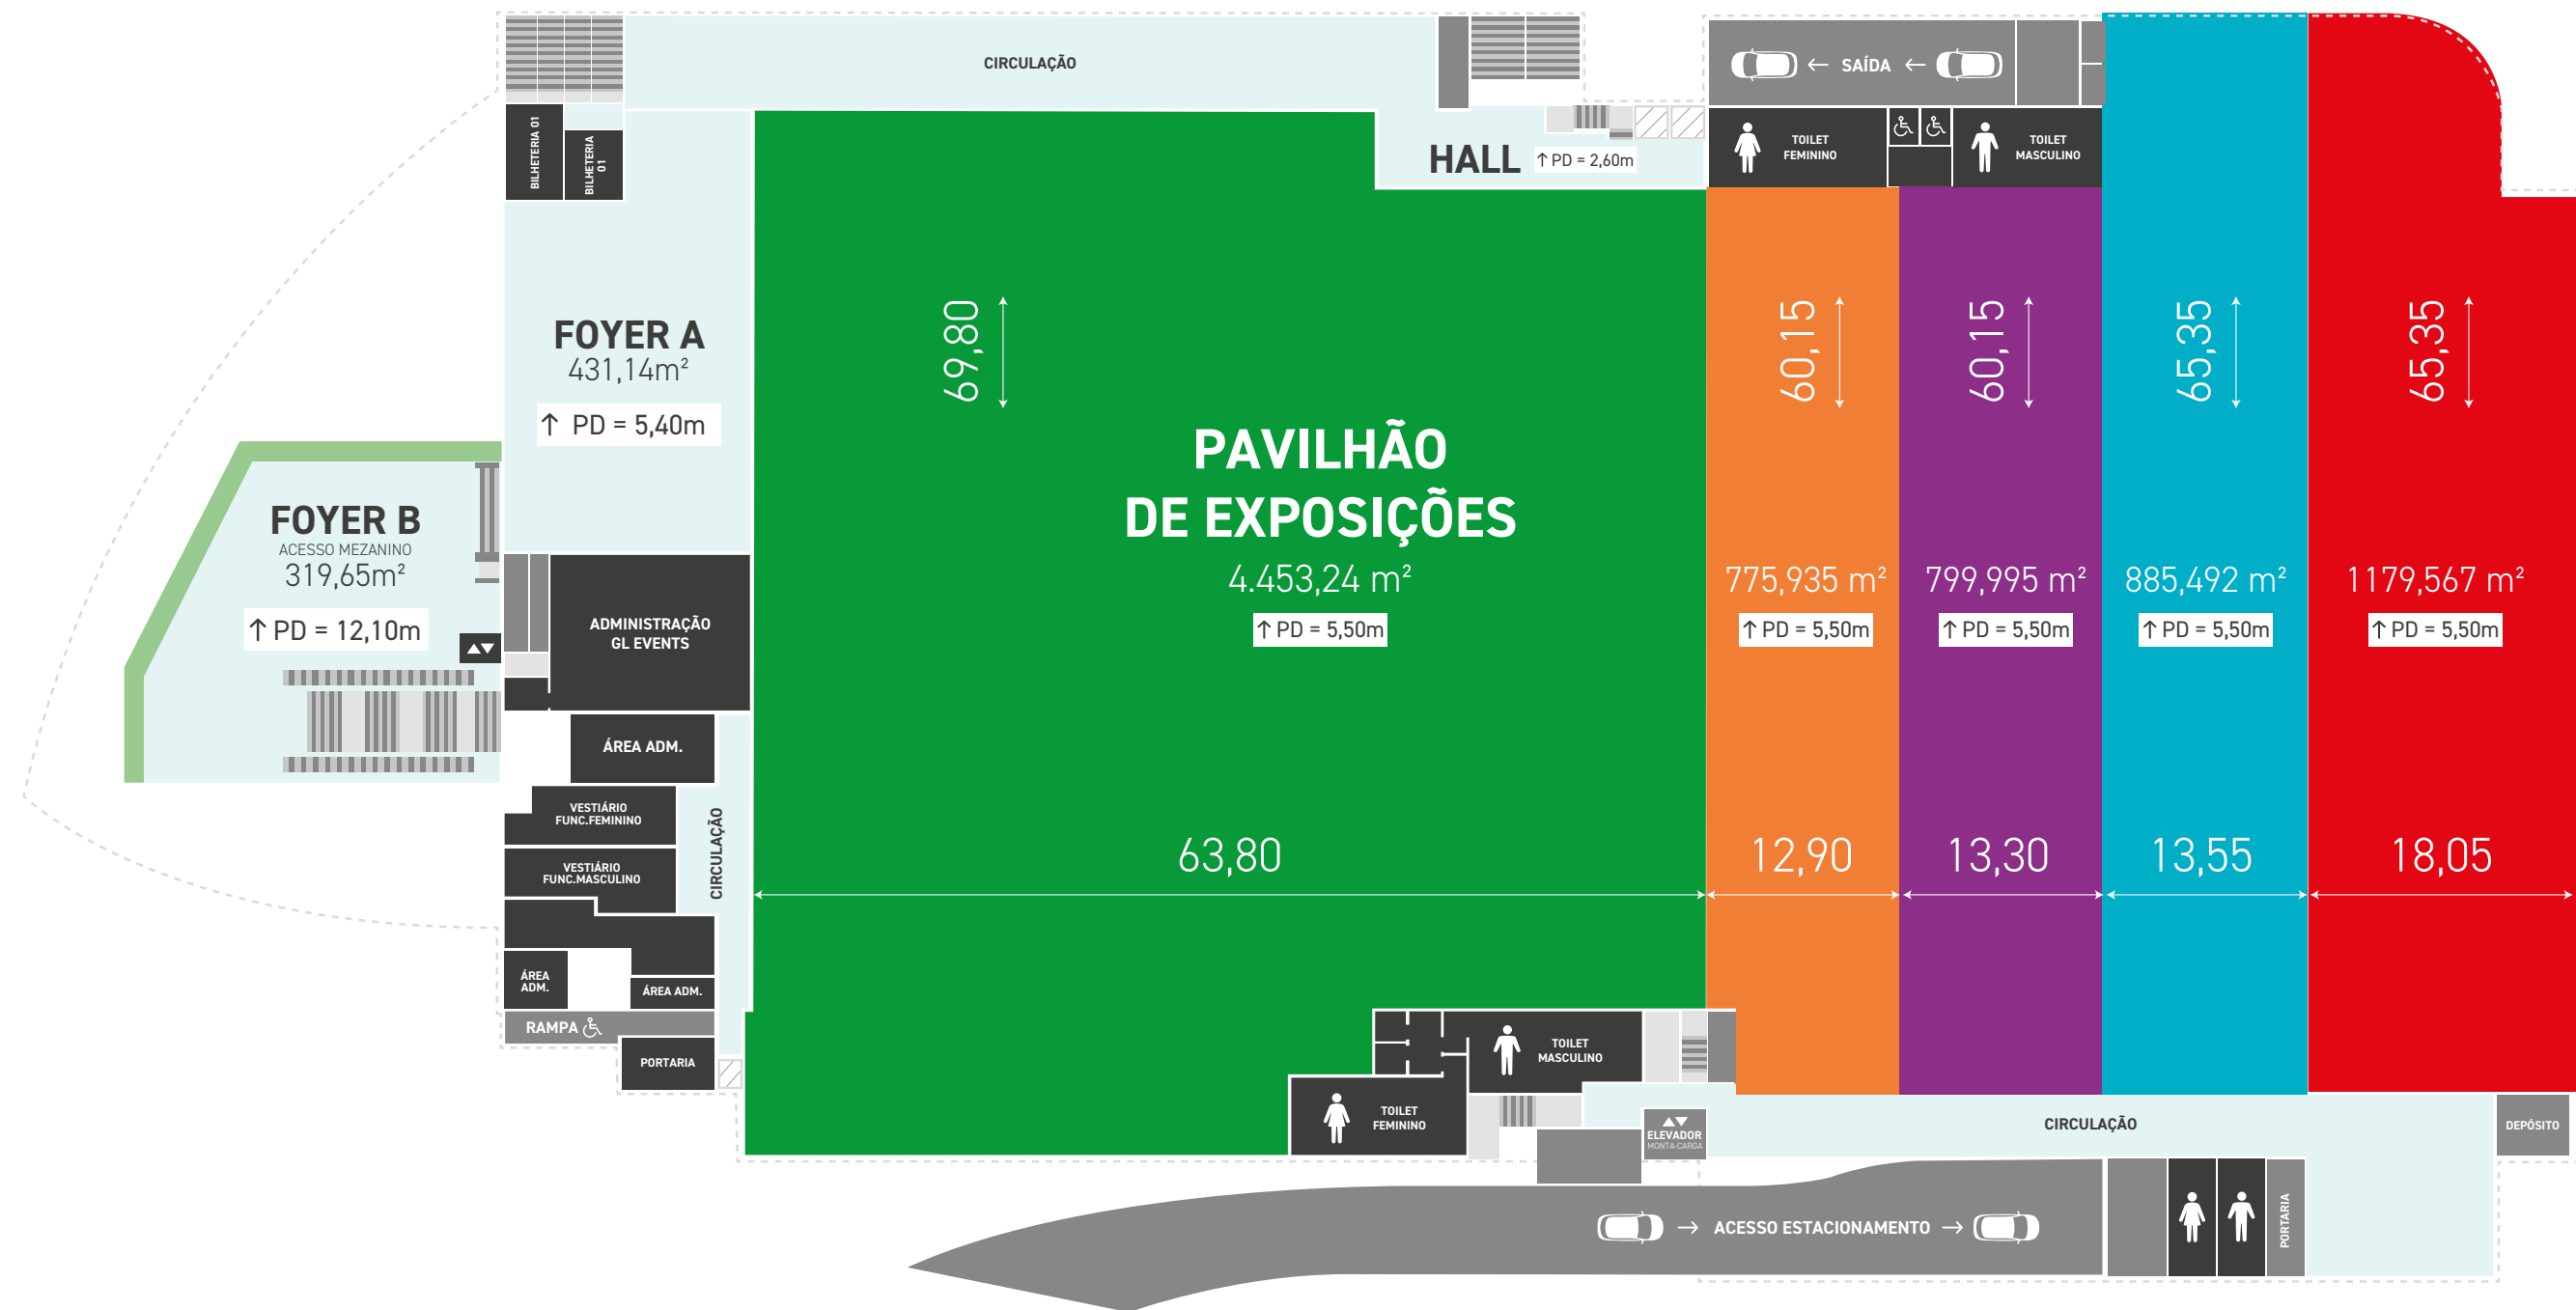 CIRCULAÇÃO
← SAÍDA ←
BILHETERIA 01
BILHETERIA
01
HALL
↑ PD = 2,60m
TOILET
FEMININO
TOILET
MASCULINO
FOYER A
431,14m²
↑ PD = 5,40m
69,80
60,15
60,15
65,35
65,35
PAVILHÃO
DE EXPOSIÇÕES
4.453,24 m²
↑ PD = 5,50m
775,935 m²
↑ PD = 5,50m
799,995 m²
↑ PD = 5,50m
885,492 m²
↑ PD = 5,50m
1179,567 m²
↑ PD = 5,50m
FOYER B
ACESSO MEZANINO
319,65m²
↑ PD = 12,10m
ADMINISTRAÇÃO
GL EVENTS
ÁREA ADM.
VESTIÁRIO
FUNC.FEMININO
VESTIÁRIO
FUNC.MASCULINO
CIRCULAÇÃO
63,80
12,90
13,30
13,55
18,05
ÁREA
ADM.
ÁREA ADM.
RAMPA
PORTARIA
TOILET
MASCULINO
TOILET
FEMININO
ELEVADOR
MONTA-CARGA
CIRCULAÇÃO
DEPÓSITO
→ ACESSO ESTACIONAMENTO →
PORTARIA